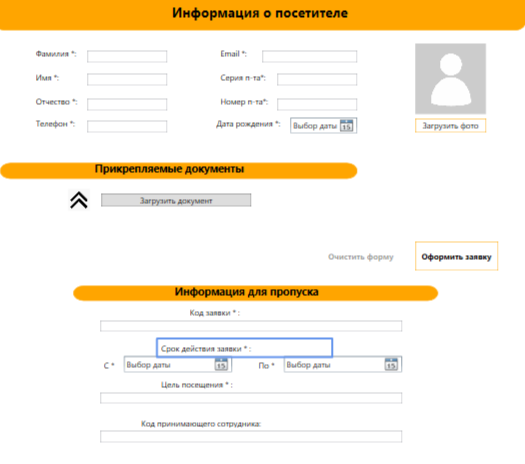 Информация о посетителе
Фамилия *: Email *:
Имя *: Серия п-та*:
Отчество *: Номер п-та*:
Телефон *: Дата рождения *: Выбор даты 15 Загрузить фото
Прикрепляемые документы
Загрузить документ
Очистить форму Оформить заявку
Информация для пропуска
Код заявки * :
Срок действия заявки * :
С * Выбор даты 15 По * Выбор даты 15
Цель посещения * :
Код принимающего сотрудника: